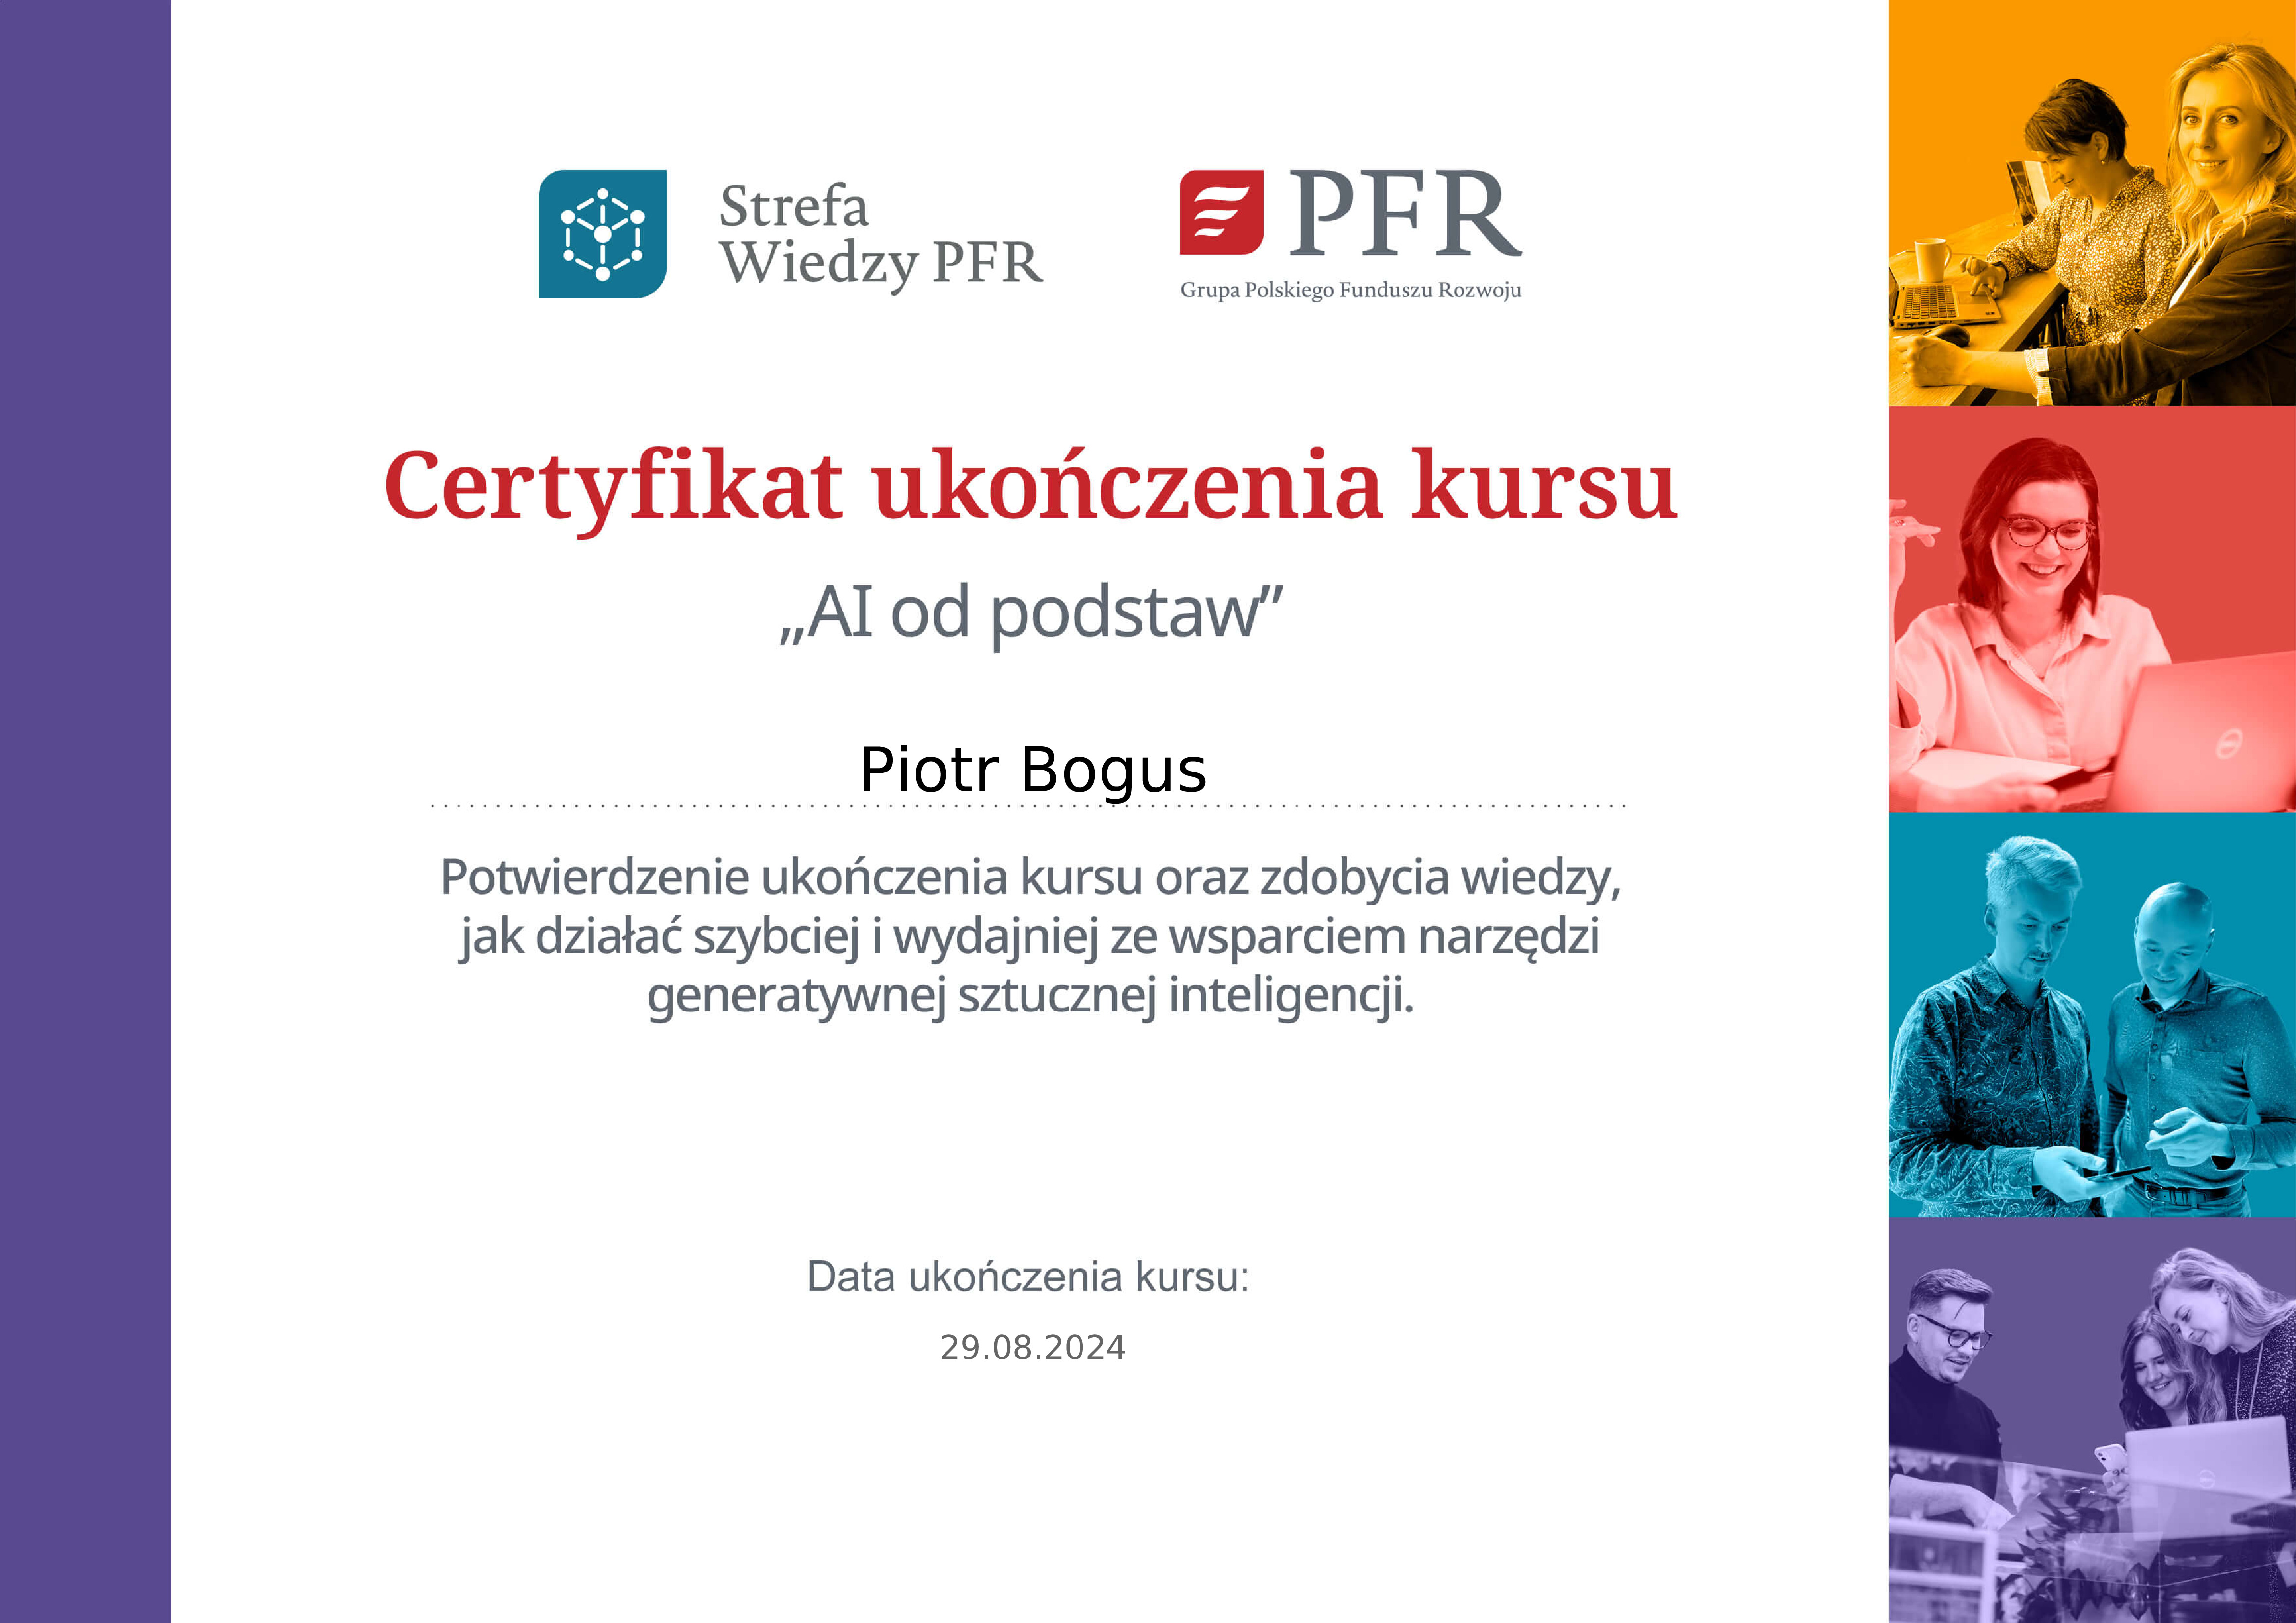 Strefa
Wiedzy PFR
PFR
Grupa Polskiego Funduszu Rozwoju
Certyfikat ukończenia kursu
„AI od podstaw”
Piotr Bogus
Potwierdzenie ukończenia kursu oraz zdobycia wiedzy,
jak działać szybciej i wydajniej ze wsparciem narzędzi
generatywnej sztucznej inteligencji.
Data ukończenia kursu:
29.08.2024